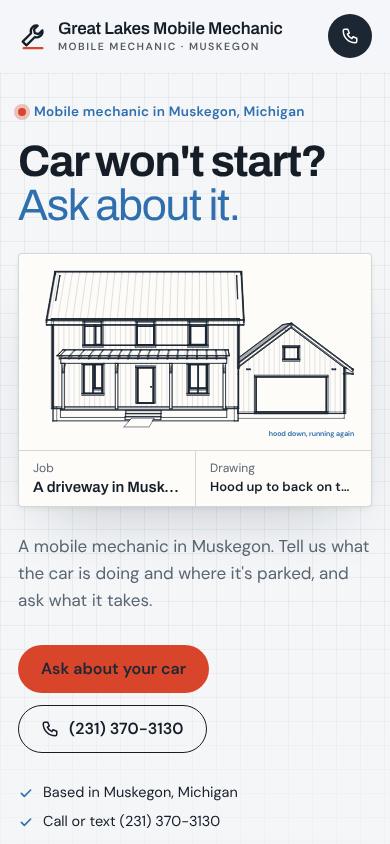 Great Lakes Mobile Mechanic
MOBILE MECHANIC · MUSKEGON
Mobile mechanic in Muskegon, Michigan
Car won't start?
Ask about it.
hood down, running again
Job
A driveway in Musk...
Drawing
Hood up to back on t...
A mobile mechanic in Muskegon. Tell us what
the car is doing and where it's parked, and
ask what it takes.
Ask about your car
(231) 370-3130
Based in Muskegon, Michigan
Call or text (231) 370-3130